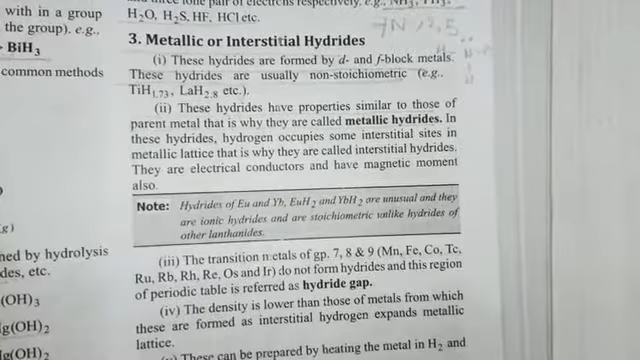 with in a group
the group). e.g.,
BiH3
common methods
g)
ned by hydrolysis
des, etc.
(OH)3
g(OH)2
g(OH)2
lone pair of electrons respectively. e.g., NH3, PH3,
H2O, H2S, HF, HCl etc.
7N
3. Metallic or Interstitial Hydrides
(i) These hydrides are formed by d- and f-block metals.
These hydrides are usually non-stoichiometric (e.g.,
TiH1.73, LaH2.8 etc.).
(ii) These hydrides have properties similar to those of
parent metal that is why they are called metallic hydrides. In
these hydrides, hydrogen occupies some interstitial sites in
metallic lattice that is why they are called interstitial hydrides.
They are electrical conductors and have magnetic moment
also.
Note: Hydrides of Eu and Yb, EuH2 and YbH2 are unusual and they
are ionic hydrides and are stoichiometric unlike hydrides of
other lanthanides.
(iii) The transition metals of gp. 7, 8 & 9 (Mn, Fe, Co, Tc,
Ru, Rb, Rh, Re, Os and Ir) do not form hydrides and this region
of periodic table is referred as hydride gap.
(iv) The density is lower than those of metals from which
these are formed as interstitial hydrogen expands metallic
lattice.
These can be prepared by heating the metal in H2 and